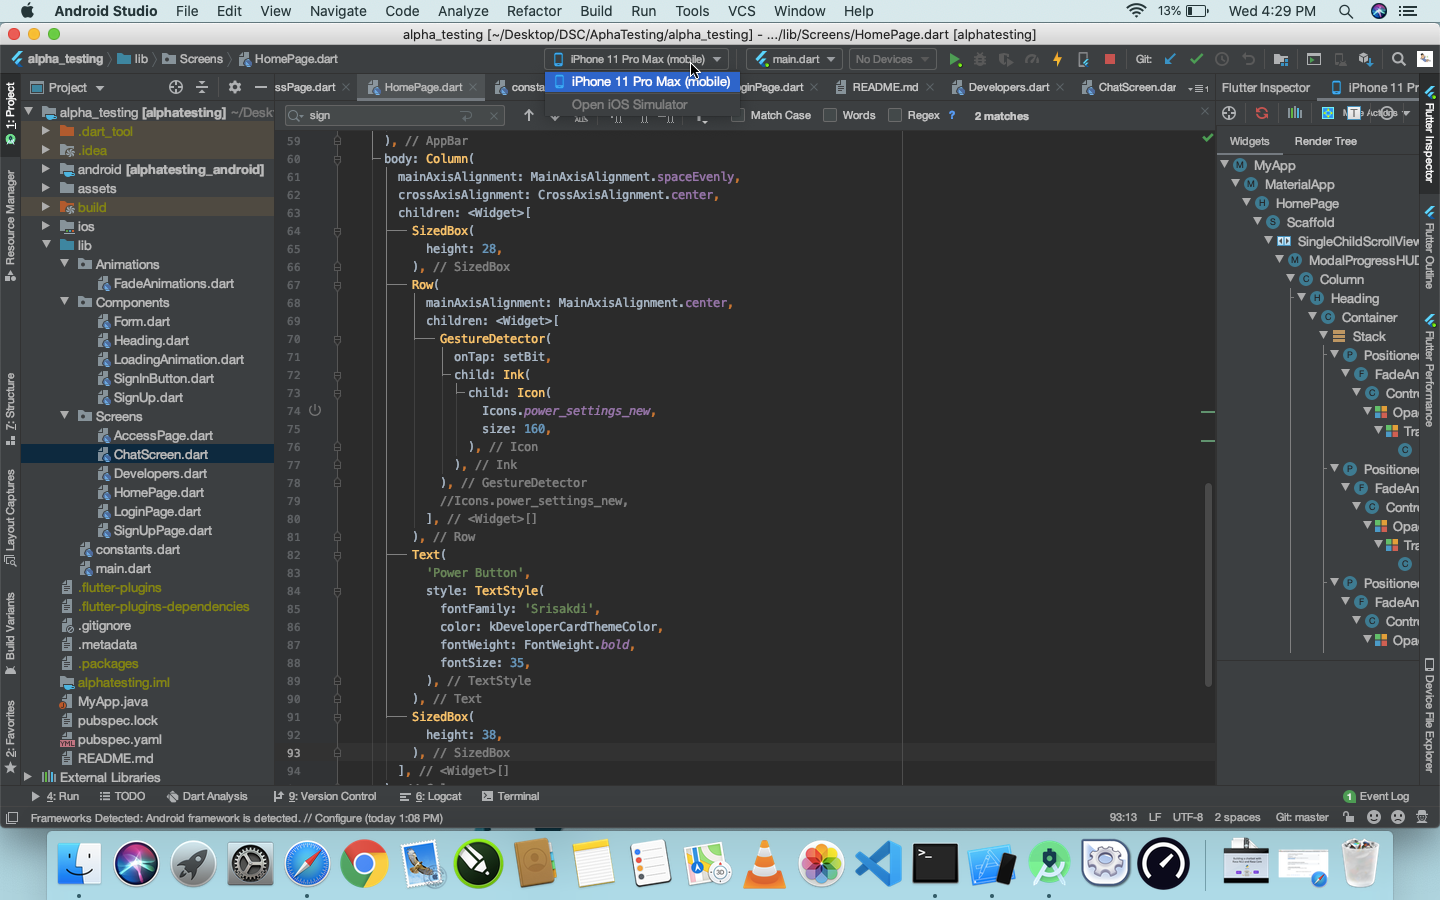 Android Studio File Edit View Navigate Code Analyze Refactor Build Run Tools VCS Window Help 13% Wed 4:29 PM
alpha_testing [~/Desktop/DSC/AphaTesting/alpha_testing] - .../lib/Screens/HomePage.dart [alphatesting]
alpha_testing lib Screens HomePage.dart iPhone 11 Pro Max (mobile) main.dart No Devices Git:
iPhone 11 Pro Max (mobile)
Open iOS Simulator
Project ssPage.dart HomePage.dart consta ginPage.dart README.md Developers.dart ChatScreen.dar Flutter Inspector iPhone 11 Pr
sign Match Case Words Regex ? 2 matches
Widgets Render Tree
1: Project
Resource Manager
Z: Structure
Layout Captures
Build Variants
2: Favorites
alpha_testing [alphatesting] ~/Desk
.dart_tool
.idea
android [alphatesting_android]
assets
build
ios
lib
Animations
FadeAnimations.dart
Components
Form.dart
Heading.dart
LoadingAnimation.dart
SignInButton.dart
SignUp.dart
Screens
AccessPage.dart
ChatScreen.dart
Developers.dart
HomePage.dart
LoginPage.dart
SignUpPage.dart
constants.dart
main.dart
.flutter-plugins
.flutter-plugins-dependencies
.gitignore
.metadata
.packages
alphatesting.iml
MyApp.java
pubspec.lock
pubspec.yaml
README.md
External Libraries
59 ), // AppBar
60 body: Column(
61 mainAxisAlignment: MainAxisAlignment.spaceEvenly,
62 crossAxisAlignment: CrossAxisAlignment.center,
63 children: <Widget>[
64 SizedBox(
65 height: 28,
66 ), // SizedBox
67 Row(
68 mainAxisAlignment: MainAxisAlignment.center,
69 children: <Widget>[
70 GestureDetector(
71 onTap: setBit,
72 child: Ink(
73 child: Icon(
74 Icons.power_settings_new,
75 size: 160,
76 ), // Icon
77 ), // Ink
78 ), // GestureDetector
79 //Icons.power_settings_new,
80 ], // <Widget>[]
81 ), // Row
82 Text(
83 'Power Button',
84 style: TextStyle(
85 fontFamily: 'Srisakdi',
86 color: kDeveloperCardThemeColor,
87 fontWeight: FontWeight.bold,
88 fontSize: 35,
89 ), // TextStyle
90 ), // Text
91 SizedBox(
92 height: 38,
93 ), // SizedBox
94 ], // <Widget>[]
MyApp
MaterialApp
HomePage
Scaffold
SingleChildScrollView
ModalProgressHUD
Column
Heading
Container
Stack
Positioned
FadeAn
Contro
Opa
Tra
Positioned
FadeAn
Contro
Opa
Tra
Positioned
FadeAn
Contro
Opa
Flutter Inspector
Flutter Outline
Flutter Performance
Device File Explorer
4: Run TODO Dart Analysis 9: Version Control 6: Logcat Terminal 1 Event Log
Frameworks Detected: Android framework is detected. // Configure (today 1:08 PM) 93:13 LF UTF-8 2 spaces Git: master